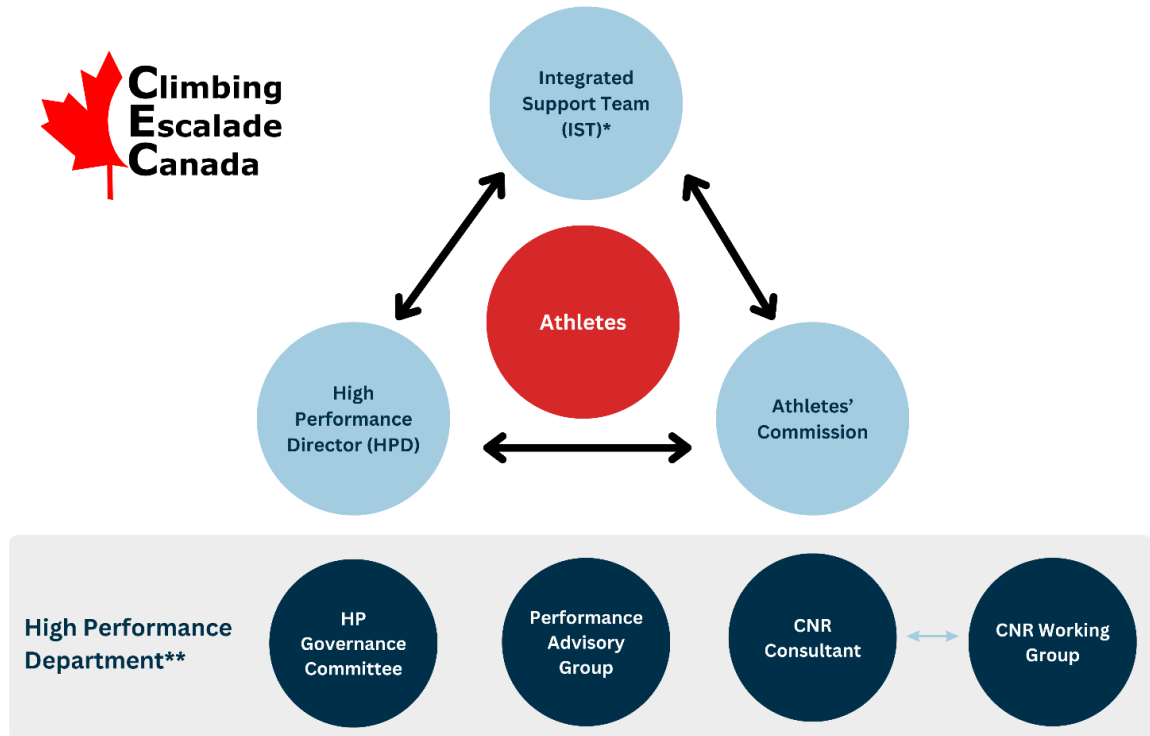 Climbing
Escalade
Canada
Integrated
Support Team
(IST)*
Athletes
High
Performance
Director (HPD)
Athletes’
Commission
High Performance
Department**
HP
Governance
Committee
Performance
Advisory
Group
CNR
Consultant
CNR Working
Group